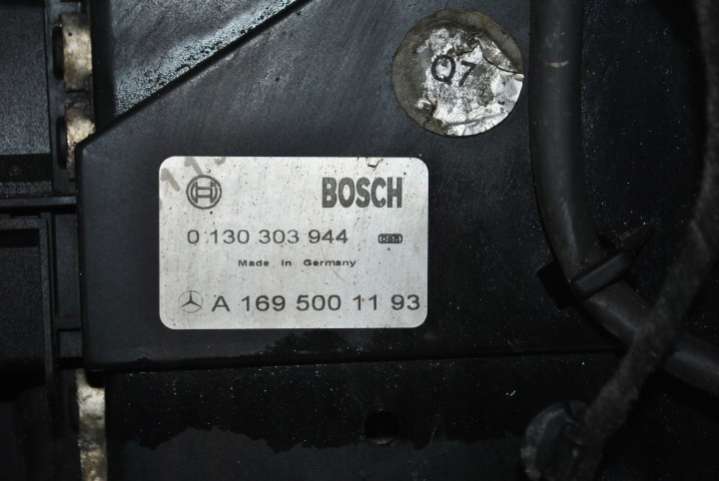 Q7
BOSCH
0 130 303 944
Made in Germany
A 169 500 11 93